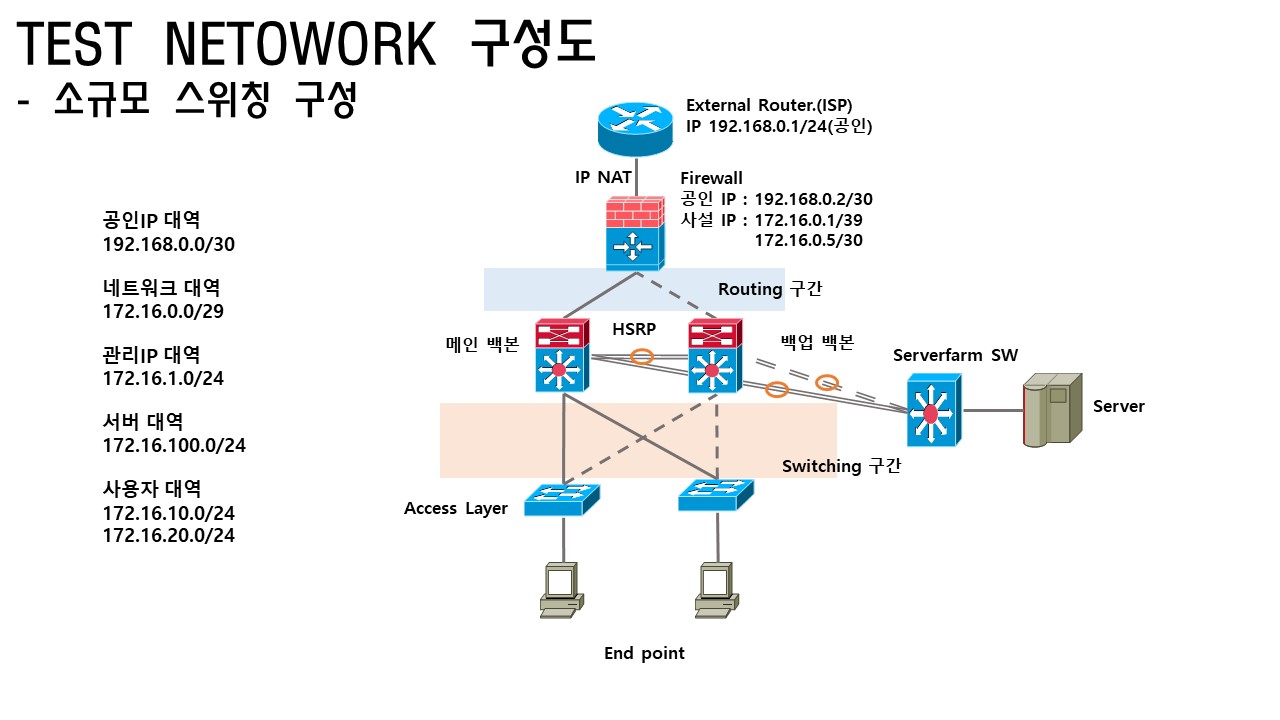 TEST NETOWORK 구성도
- 소규모 스위칭 구성
External Router.(ISP)
IP 192.168.0.1/24(공인)
IP NAT
Firewall
공인 IP : 192.168.0.2/30
사설 IP : 172.16.0.1/39
172.16.0.5/30
공인IP 대역
192.168.0.0/30
네트워크 대역
172.16.0.0/29
관리IP 대역
172.16.1.0/24
서버 대역
172.16.100.0/24
사용자 대역
172.16.10.0/24
172.16.20.0/24
Routing 구간
메인 백본
HSRP
백업 백본
Serverfarm SW
Server
Switching 구간
Access Layer
End point